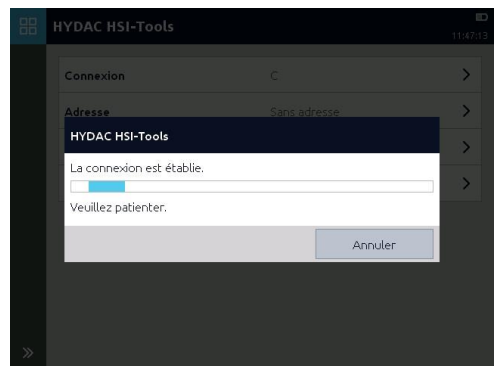 HYDAC HSI-Tools
11:47:13
Connexion C
Adresse Sans adresse
HYDAC HSI-Tools
La connexion est établie.
Veuillez patienter.
Annuler